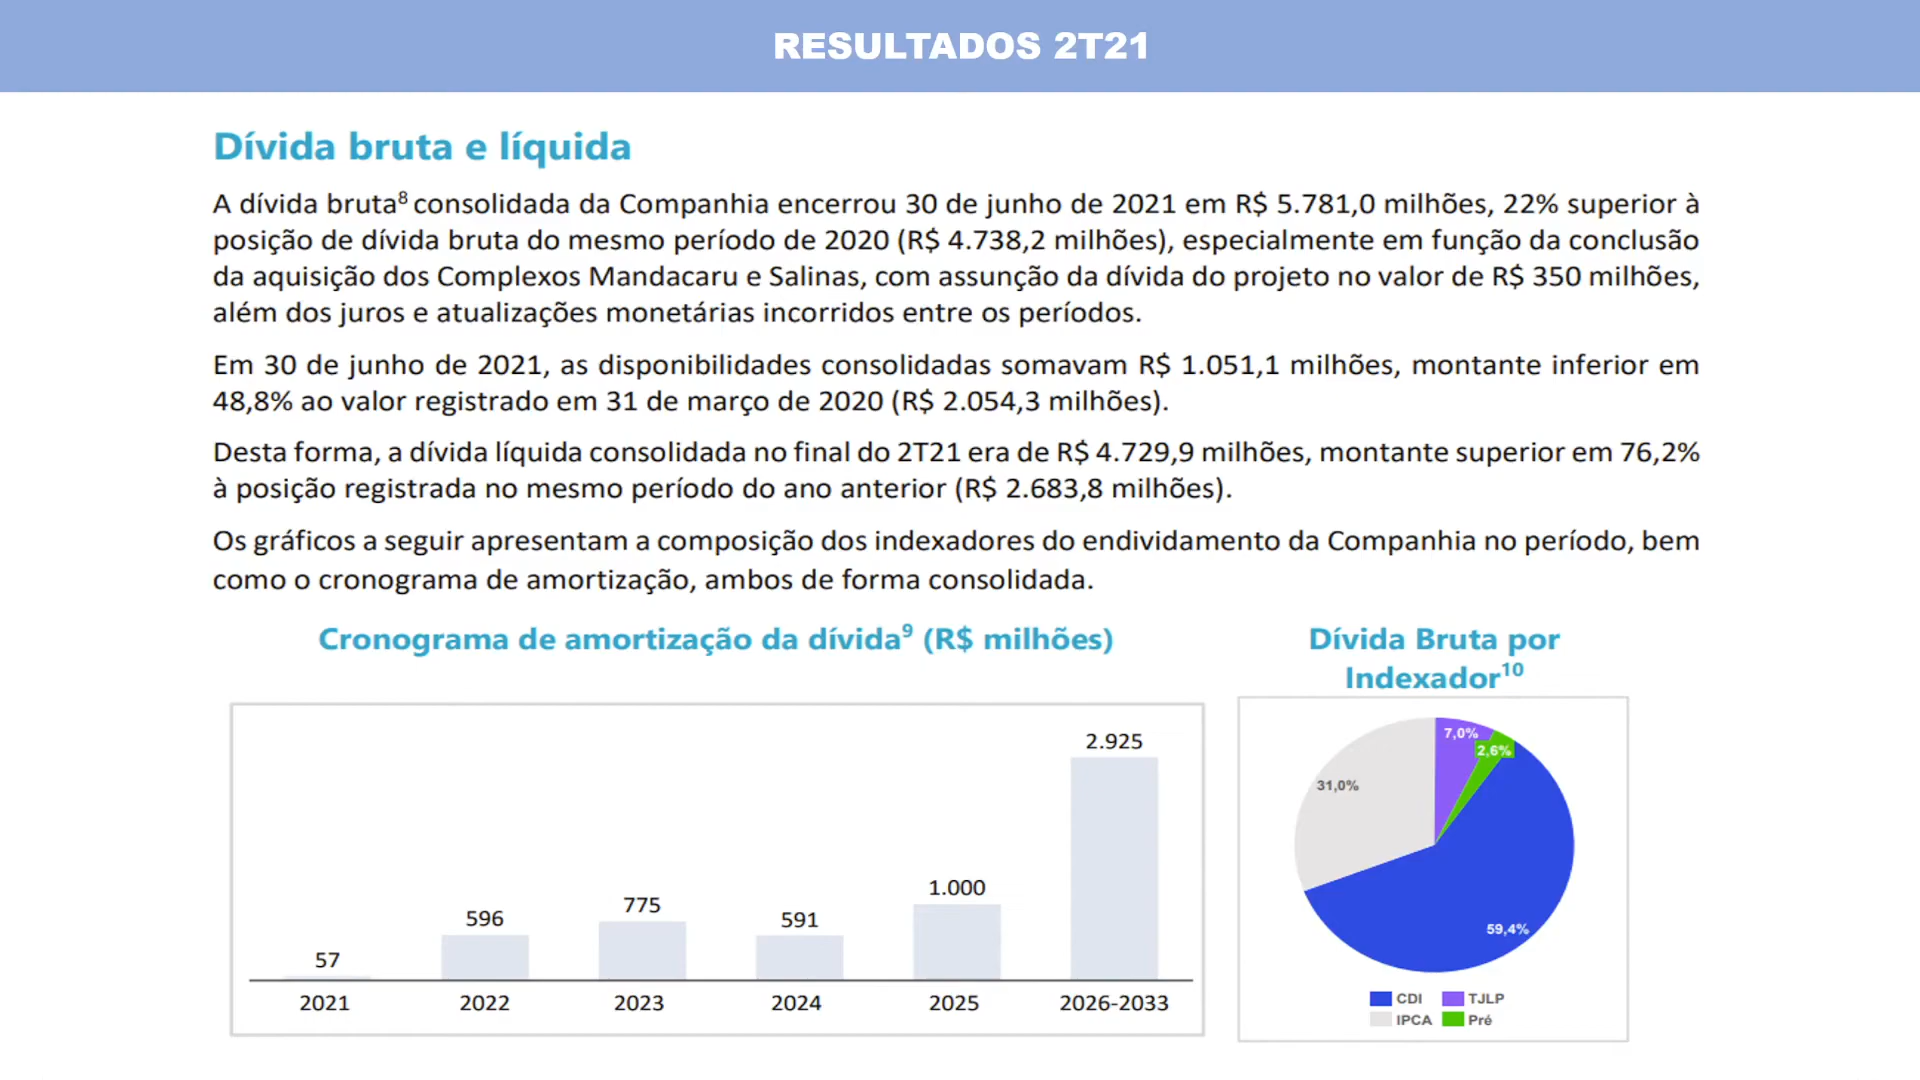 RESULTADOS 2T21
Dívida bruta e líquida
A dívida bruta⁸ consolidada da Companhia encerrou 30 de junho de 2021 em R$ 5.781,0 milhões, 22% superior à
posição de dívida bruta do mesmo período de 2020 (R$ 4.738,2 milhões), especialmente em função da conclusão
da aquisição dos Complexos Mandacaru e Salinas, com assunção da dívida do projeto no valor de R$ 350 milhões,
além dos juros e atualizações monetárias incorridos entre os períodos.
Em 30 de junho de 2021, as disponibilidades consolidadas somavam R$ 1.051,1 milhões, montante inferior em
48,8% ao valor registrado em 31 de março de 2020 (R$ 2.054,3 milhões).
Desta forma, a dívida líquida consolidada no final do 2T21 era de R$ 4.729,9 milhões, montante superior em 76,2%
à posição registrada no mesmo período do ano anterior (R$ 2.683,8 milhões).
Os gráficos a seguir apresentam a composição dos indexadores do endividamento da Companhia no período, bem
como o cronograma de amortização, ambos de forma consolidada.
Cronograma de amortização da dívida⁹ (R$ milhões)
57
596
775
591
1.000
2.925
2021
2022
2023
2024
2025
2026-2033
Dívida Bruta por
Indexador¹⁰
7,0%
2,6%
31,0%
59,4%
CDI
TJLP
IPCA
Pré